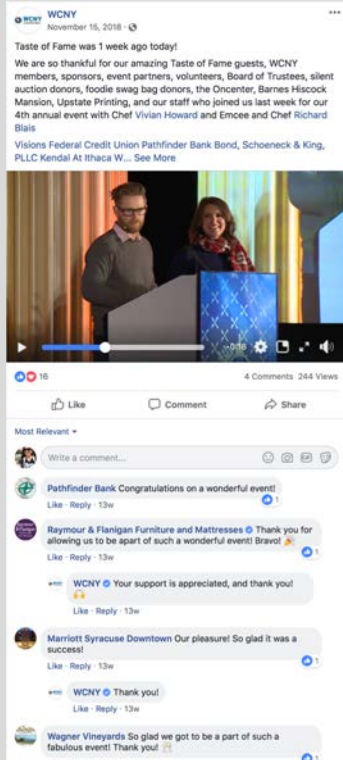 WCNY
November 15, 2018 ·
Taste of Fame was 1 week ago today!
We are so thankful for our amazing Taste of Fame guests, WCNY
members, sponsors, event partners, volunteers, Board of Trustees, silent
auction donors, foodie swag bag donors, the Oncenter, Barnes Hiscock
Mansion, Upstate Printing, and our staff who joined us last week for our
4th annual event with Chef Vivian Howard and Emcee and Chef Richard
Blais
Visions Federal Credit Union Pathfinder Bank Bond, Schoeneck & King,
PLLC Kendal At Ithaca W... See More
16
4 Comments 244 Views
Like Comment Share
Most Relevant
Write a comment...
Pathfinder Bank Congratulations on a wonderful event!
1
Like · Reply · 13w
Raymour & Flanigan Furniture and Mattresses Thank you for
allowing us to be apart of such a wonderful event! Bravo! 🎉
1
Like · Reply · 13w
WCNY Your support is appreciated, and thank you!
🙌
Like · Reply · 13w
Marriott Syracuse Downtown Our pleasure! So glad it was a
success!
1
Like · Reply · 13w
WCNY Thank you!
Like · Reply · 13w
Wagner Vineyards So glad we got to be a part of such a
fabulous event! Thank you! 🥂
1